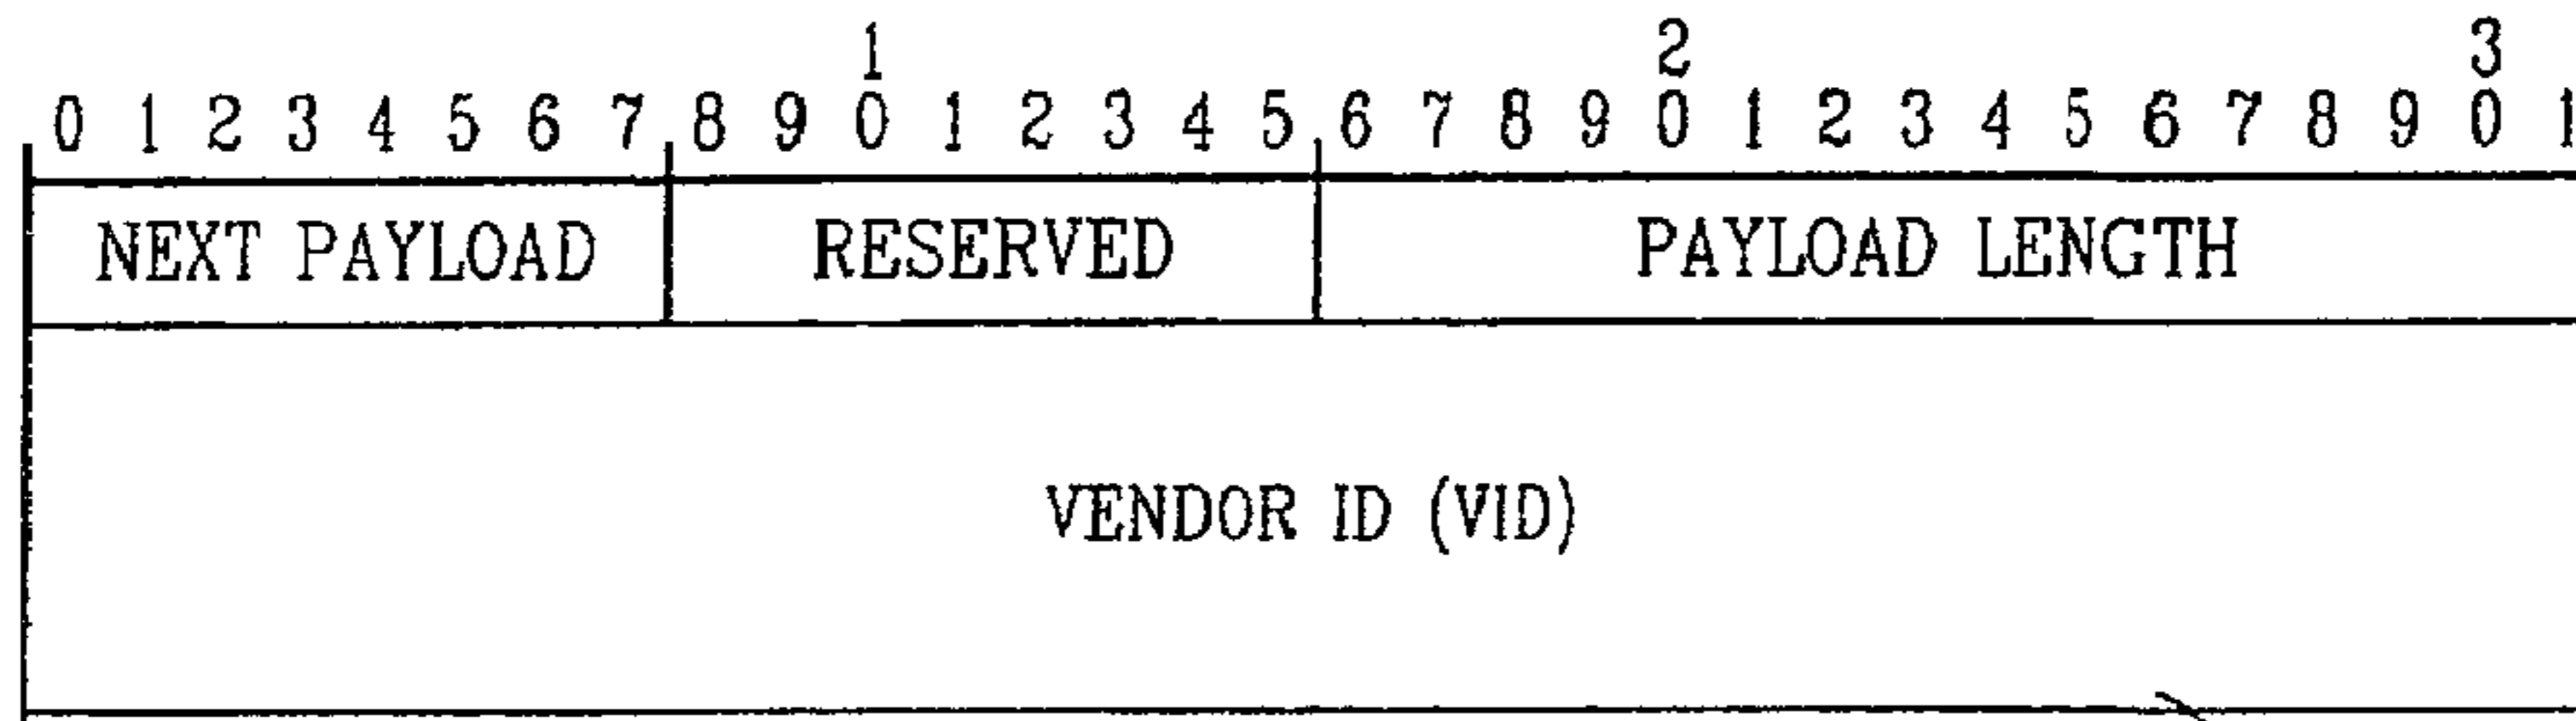 1 2 3
0 1 2 3 4 5 6 7 8 9 0 1 2 3 4 5 6 7 8 9 0 1 2 3 4 5 6 7 8 9 0 1
NEXT PAYLOAD RESERVED PAYLOAD LENGTH
VENDOR ID (VID)